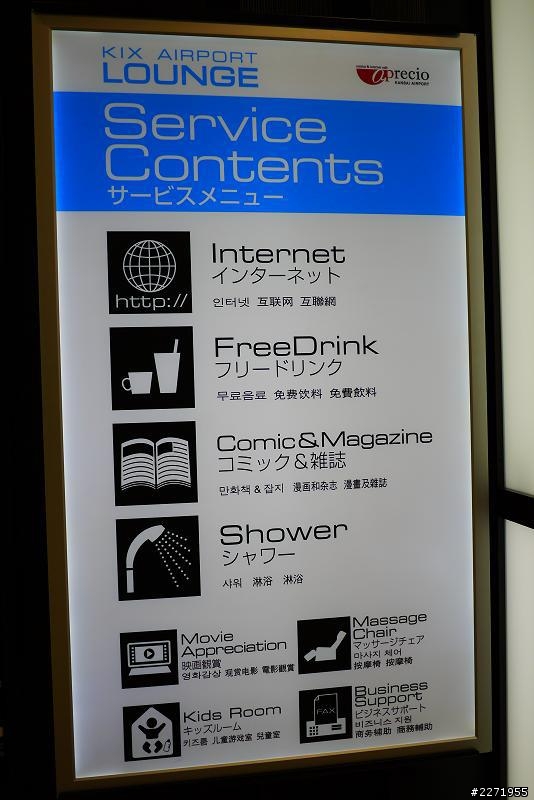 KIX AIRPORT
LOUNGE
aprecio
KANSAI AIRPORT
Service
Contents
サービスメニュー
http://
Internet
インターネット
인터넷 互联网 互聯網
FreeDrink
フリードリンク
무료음료 免费饮料 免費飲料
Comic&Magazine
コミック&雑誌
만화책 & 잡지 漫画和杂志 漫畫及雜誌
Shower
シャワー
샤워 淋浴 淋浴
Movie
Appreciation
映画観賞
영화감상 观赏电影 電影觀賞
Massage
Chair
マッサージチェア
마사지 체어
按摩椅 按摩椅
Kids Room
キッズルーム
키즈룸 儿童游戏室 兒童室
FAX
Business
Support
ビジネスサポート
비즈니스 지원
商务辅助 商務輔助
#2271955